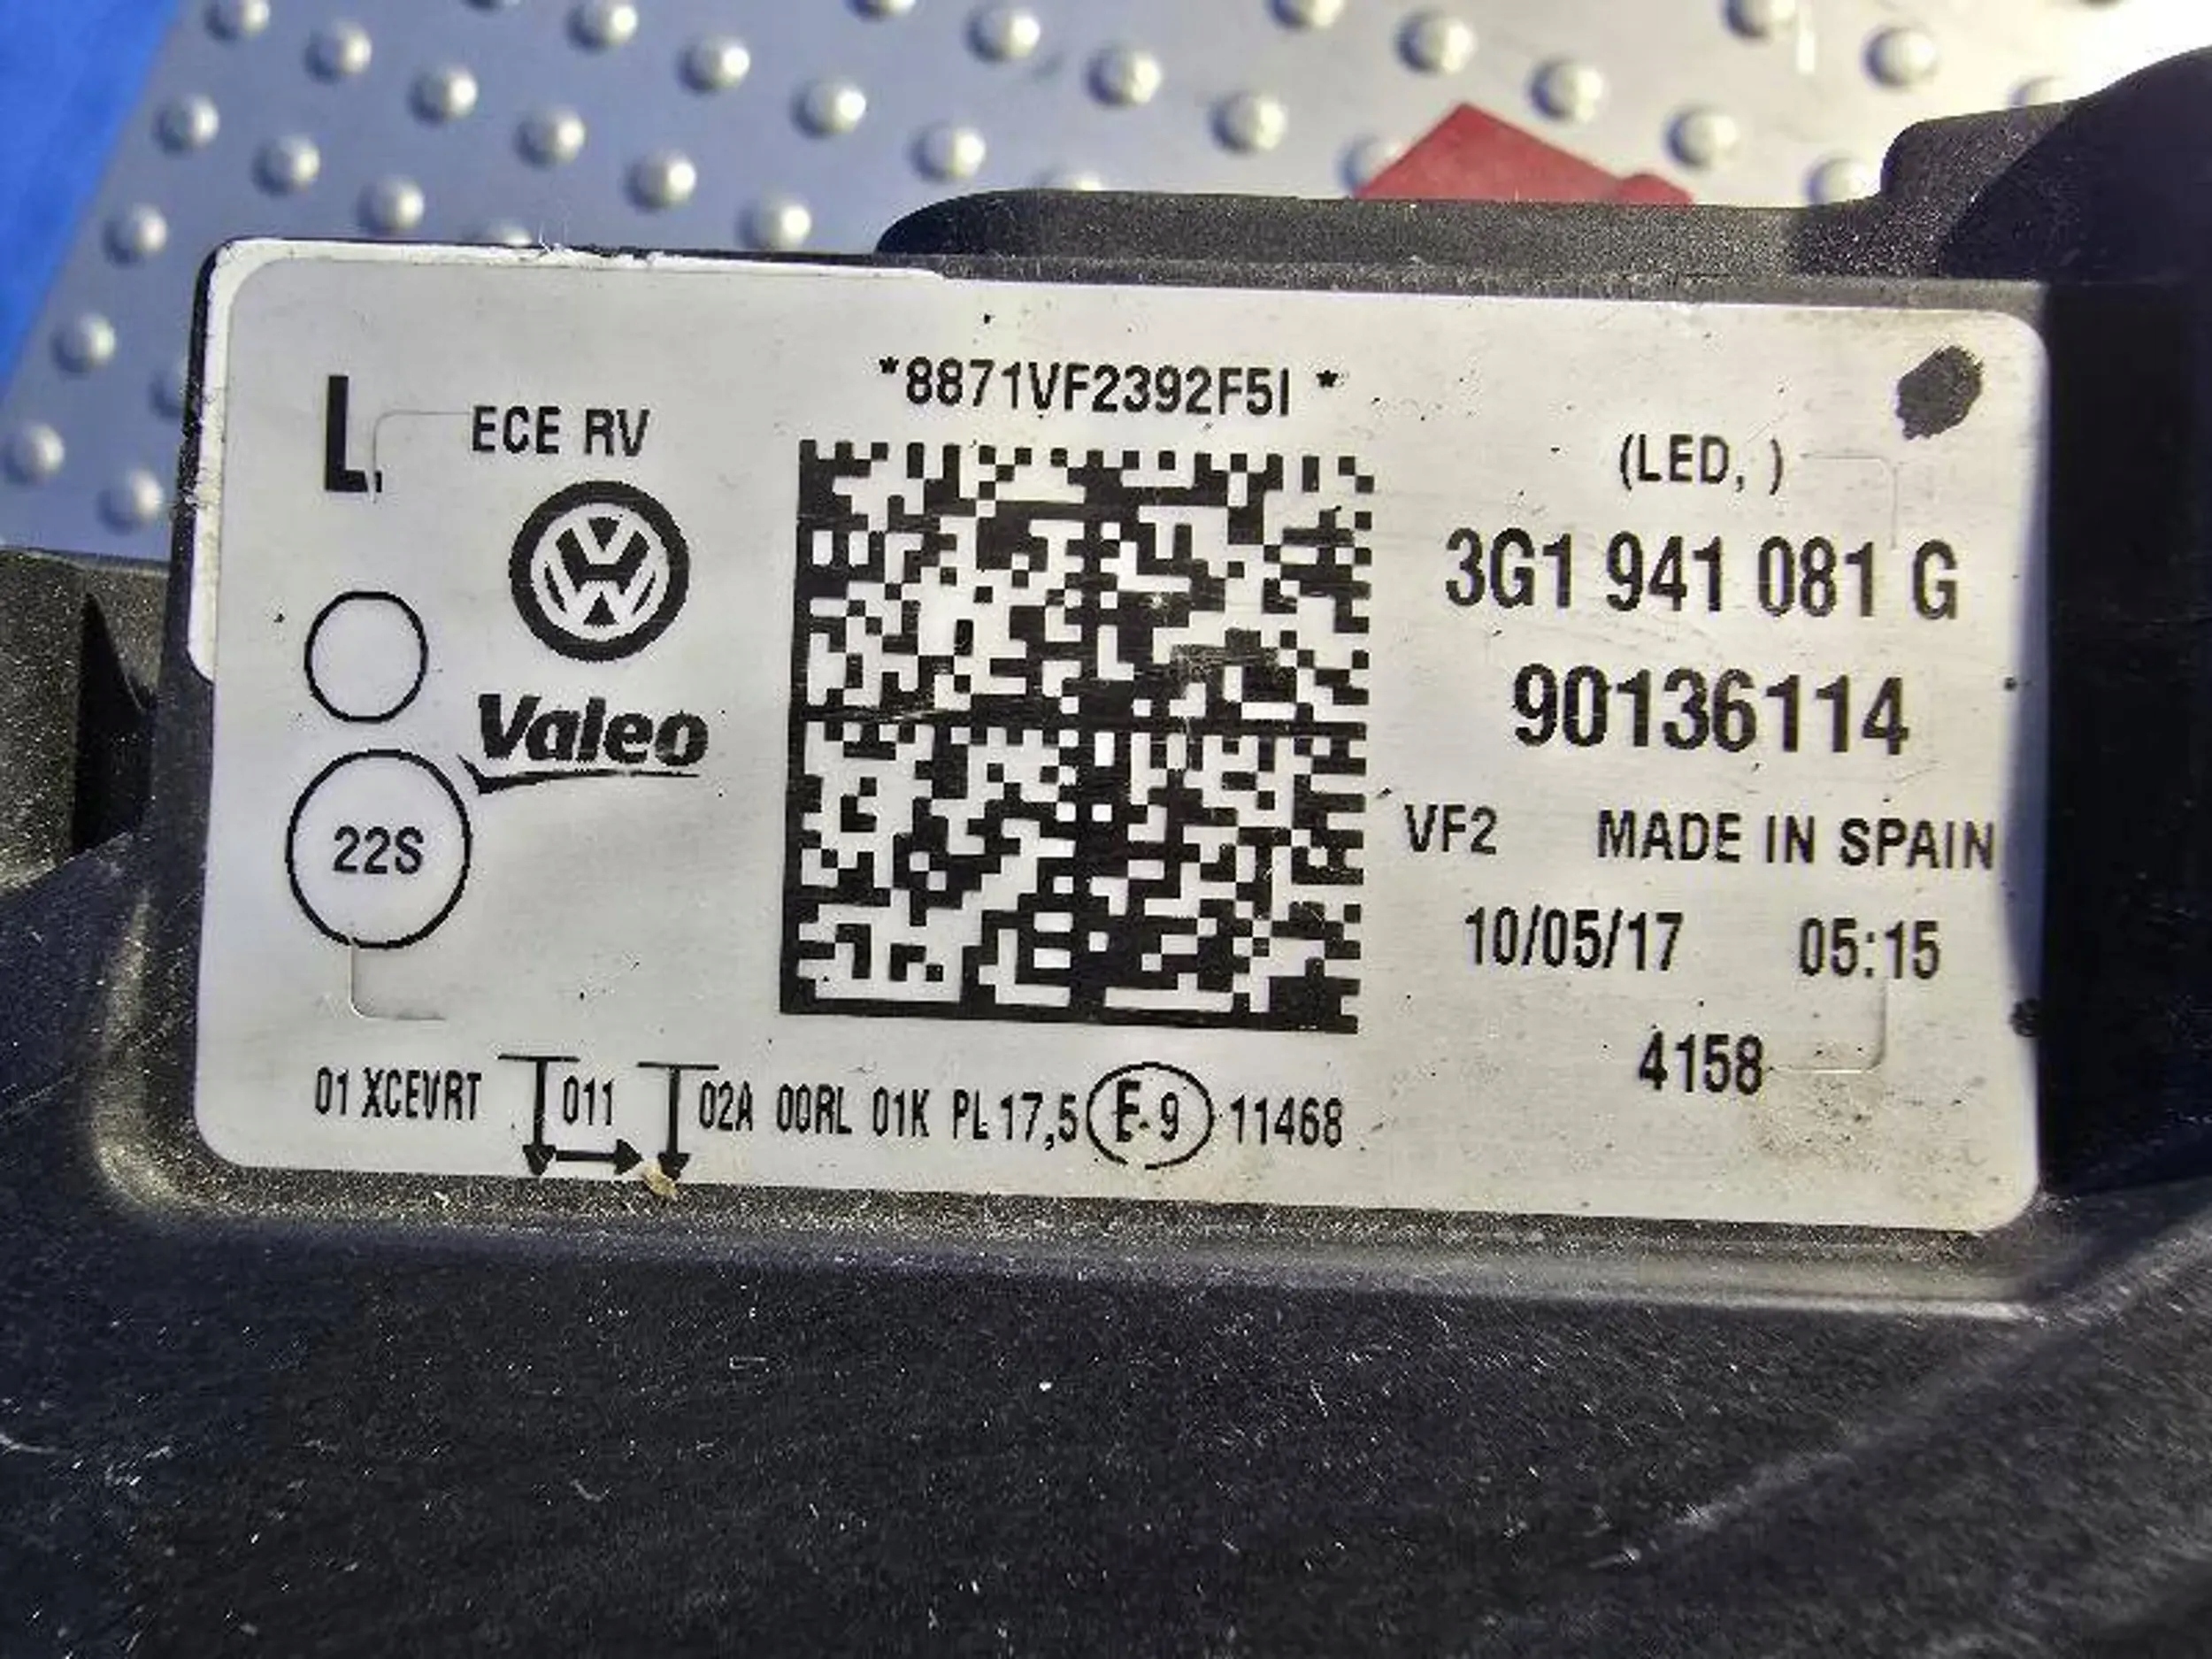 *8871VF2392F5I *
L.
ECE RV
(LED, )
3G1 941 081 G
Valeo
90136114
22S
VF2 MADE IN SPAIN
10/05/17 05:15
4158
01 XCEVRT 011 02A 00RL 01K PL 17,5 E 9 11468